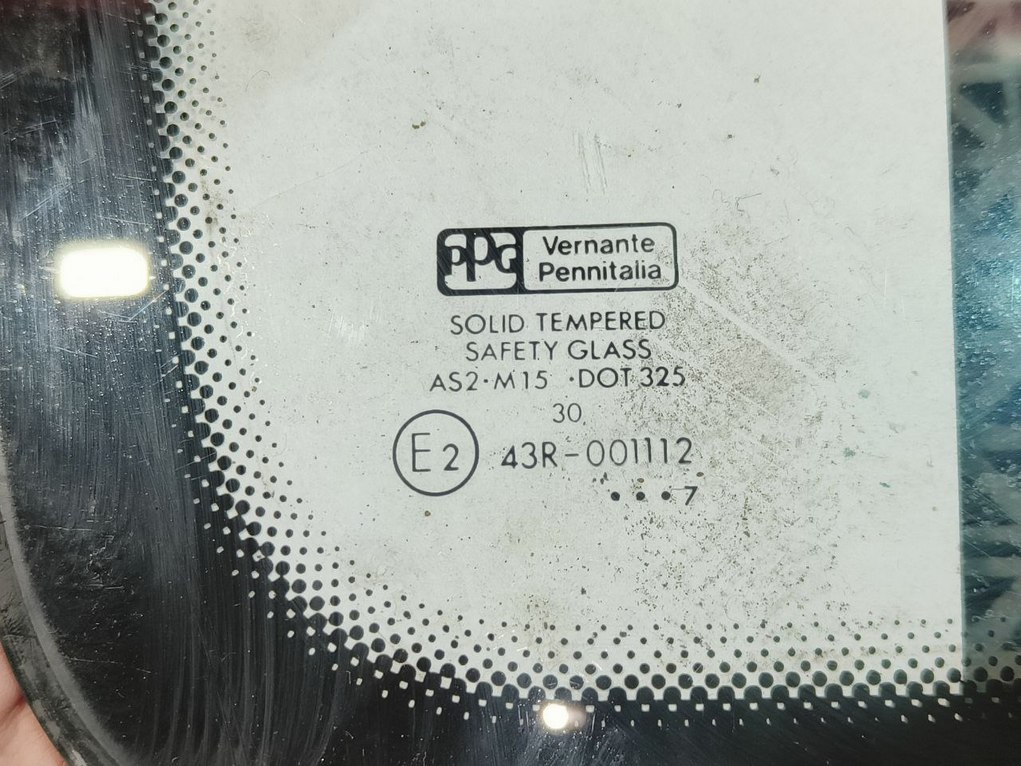 PPG Vernante
Pennitalia
SOLID TEMPERED
SAFETY GLASS
AS2·M15 ·DOT 325
30
E2 43R-001112
•••7